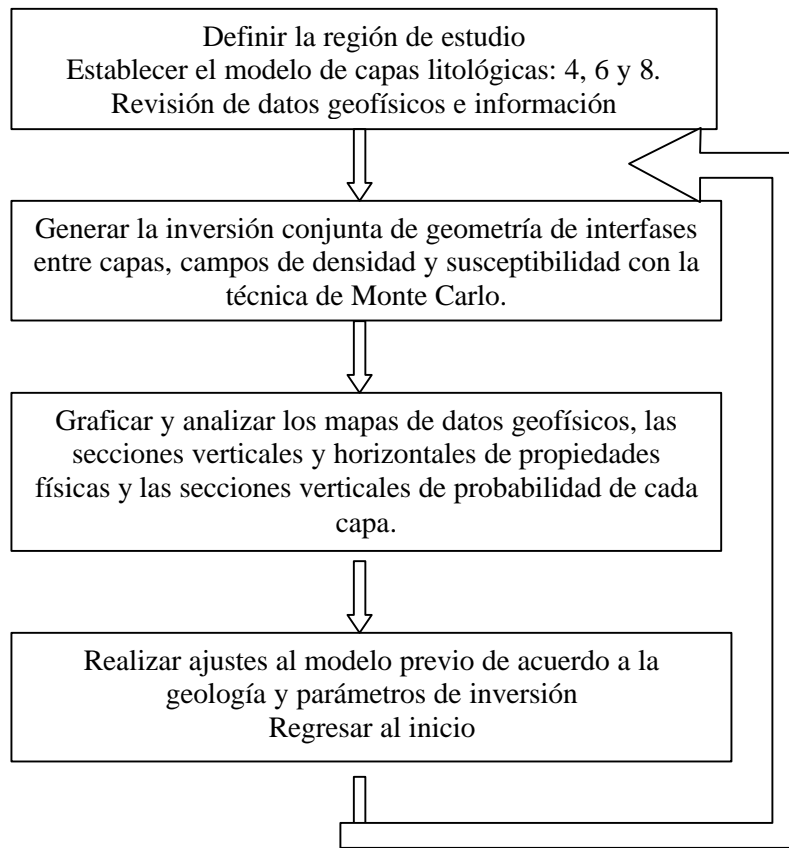 Definir la región de estudio
Establecer el modelo de capas litológicas: 4, 6 y 8.
Revisión de datos geofísicos e información
Generar la inversión conjunta de geometría de interfases
entre capas, campos de densidad y susceptibilidad con la
técnica de Monte Carlo.
Graficar y analizar los mapas de datos geofísicos, las
secciones verticales y horizontales de propiedades
físicas y las secciones verticales de probabilidad de cada
capa.
Realizar ajustes al modelo previo de acuerdo a la
geología y parámetros de inversión
Regresar al inicio